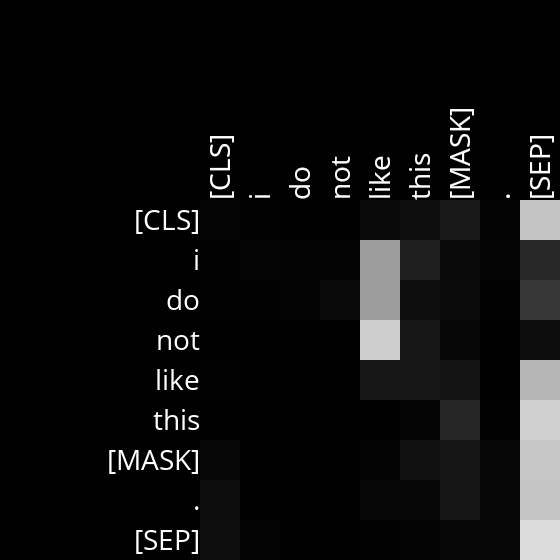 [CLS] i do not like this [MASK] . [SEP]
[CLS]
i
do
not
like
this
[MASK]
.
[SEP]